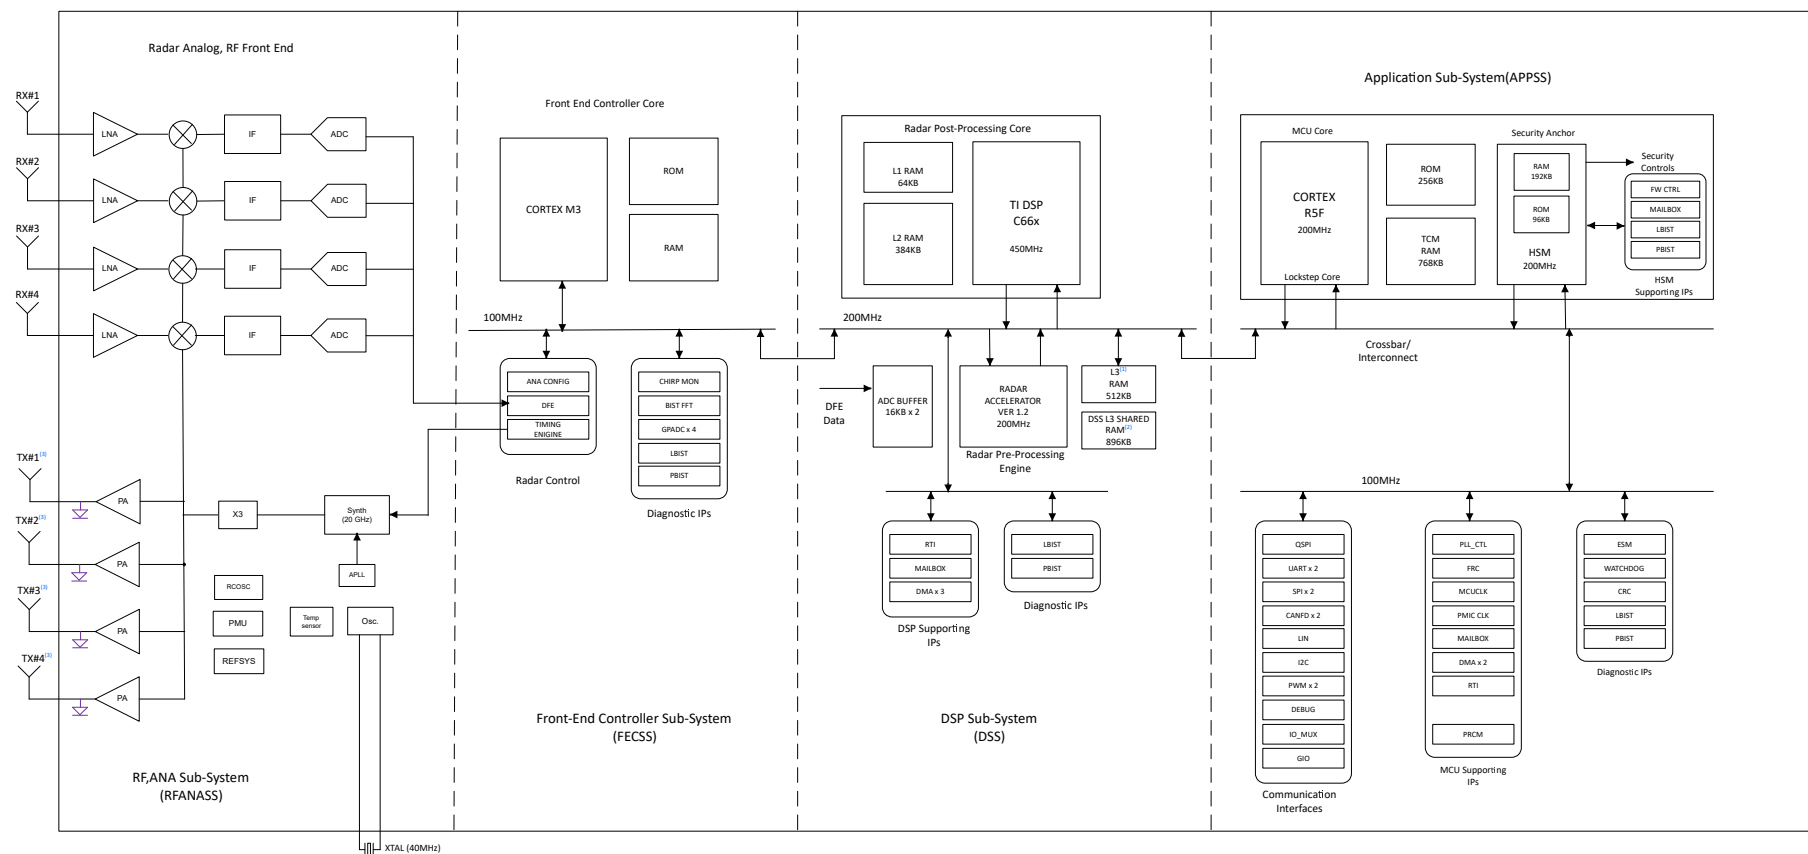 Radar Analog, RF Front End
RX#1
LNA
IF
ADC
RX#2
LNA
IF
ADC
RX#3
LNA
IF
ADC
RX#4
LNA
IF
ADC
TX#1(3)
PA
TX#2(3)
PA
TX#3(3)
PA
TX#4(3)
PA
X3
Synth
(20 GHz)
APLL
RCOSC
PMU
REFSYS
Temp
sensor
Osc.
RF,ANA Sub-System
(RFANASS)
XTAL (40MHz)
Front End Controller Core
CORTEX M3
ROM
RAM
100MHz
ANA CONFIG
DFE
TIMING
ENIGINE
Radar Control
CHIRP MON
BIST FFT
GPADC x 4
LBIST
PBIST
Diagnostic IPs
Front-End Controller Sub-System
(FECSS)
Radar Post-Processing Core
L1 RAM
64KB
L2 RAM
384KB
TI DSP
C66x
450MHz
200MHz
DFE
Data
ADC BUFFER
16KB x 2
RADAR
ACCELERATOR
VER 1.2
200MHz
Radar Pre-Processing
Engine
L3(1)
RAM
512KB
DSS L3 SHARED
RAM(2)
896KB
RTI
MAILBOX
DMA x 3
DSP Supporting
IPs
LBIST
PBIST
Diagnostic IPs
DSP Sub-System
(DSS)
Application Sub-System(APPSS)
MCU Core
CORTEX
R5F
200MHz
Lockstep Core
ROM
256KB
TCM
RAM
768KB
Security Anchor
RAM
192KB
ROM
96KB
HSM
200MHz
Security
Controls
FW CTRL
MAILBOX
LBIST
PBIST
HSM
Supporting IPs
Crossbar/
Interconnect
100MHz
QSPI
UART x 2
SPI x 2
CANFD x 2
LIN
I2C
PWM x 2
DEBUG
IO_MUX
GIO
Communication
Interfaces
PLL_CTL
FRC
MCUCLK
PMIC CLK
MAILBOX
DMA x 2
RTI
PRCM
MCU Supporting
IPs
ESM
WATCHDOG
CRC
LBIST
PBIST
Diagnostic IPs